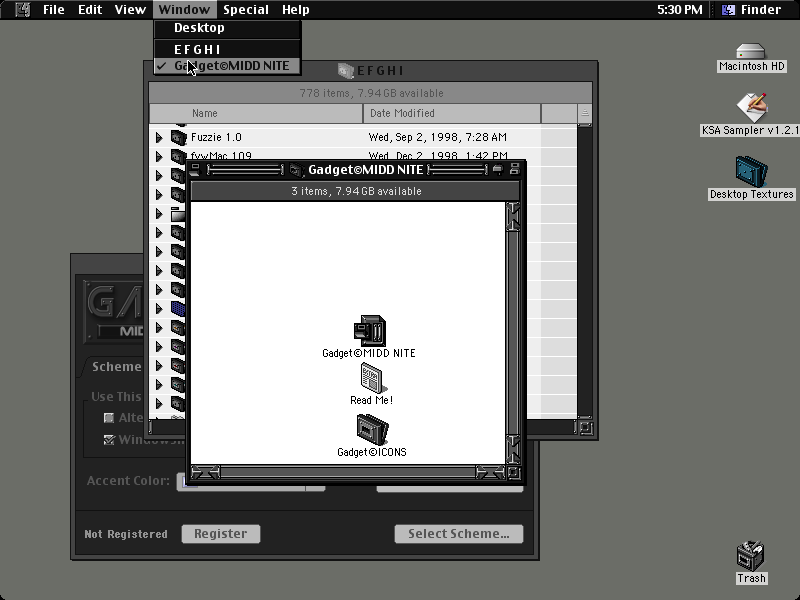 File Edit View Window Special Help 5:30 PM Finder
Desktop
E F G H I
Gadget©MIDD NITE
E F G H I
778 items, 7.94 GB available
Name Date Modified
Fuzzie 1.0 Wed, Sep 2, 1998, 7:28 AM
fvwMac 109 Wed, Dec 2, 1998, 1:42 PM
Gadget©MIDD NITE
3 items, 7.94 GB available
Gadget©MIDD NITE
Read Me!
Gadget©ICONS
Macintosh HD
KSA Sampler v1.2.1
Desktop Textures
Trash
GA
MID
Scheme
Use This
Alte
Windowsh
Accent Color:
Not Registered Register Select Scheme...